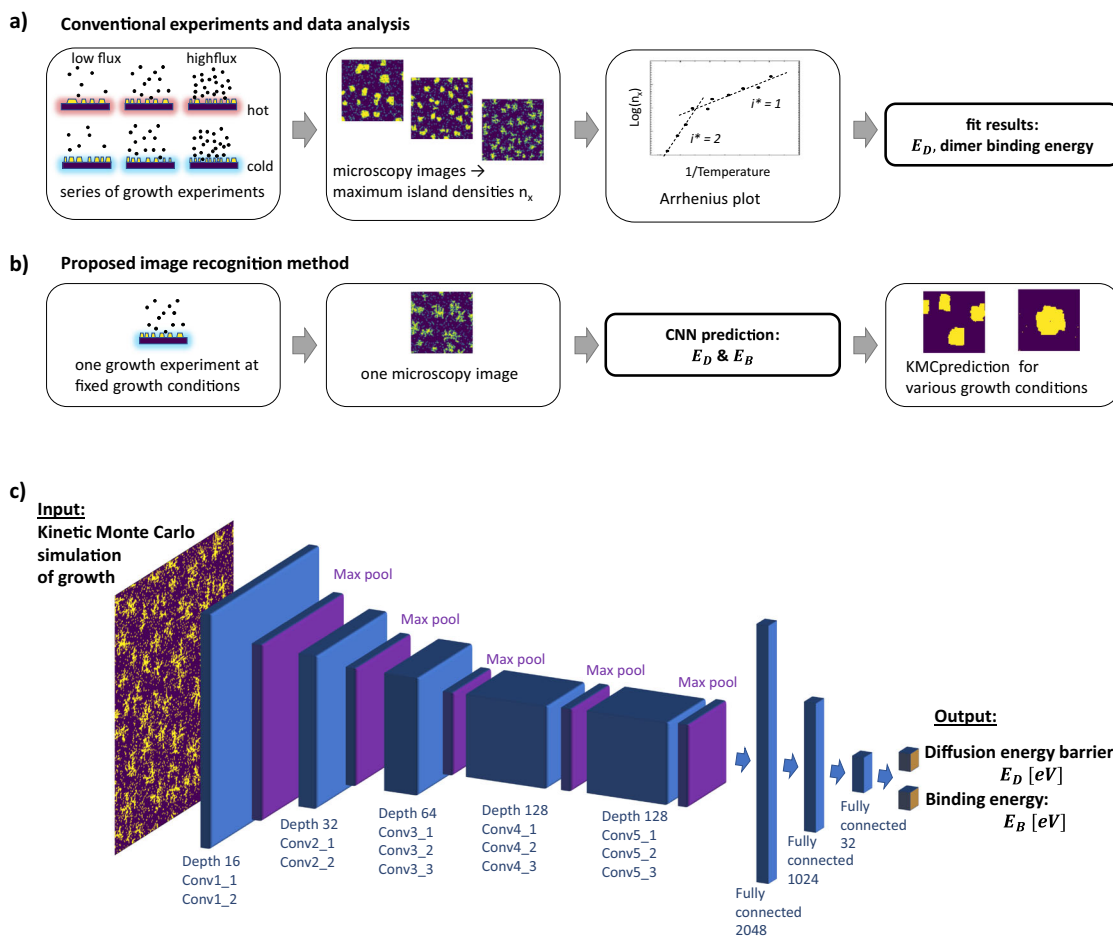 a)
Conventional experiments and data analysis
low flux
highflux
hot
cold
series of growth experiments
microscopy images →
maximum island densities nₓ
Log(nₓ)
i* = 1
i* = 2
1/Temperature
Arrhenius plot
fit results:
E_D, dimer binding energy
b)
Proposed image recognition method
one growth experiment at
fixed growth conditions
one microscopy image
CNN prediction:
E_D & E_B
KMCprediction for
various growth conditions
c)
Input:
Kinetic Monte Carlo
simulation
of growth
Max pool
Max pool
Max pool
Max pool
Max pool
Depth 16
Conv1_1
Conv1_2
Depth 32
Conv2_1
Conv2_2
Depth 64
Conv3_1
Conv3_2
Conv3_3
Depth 128
Conv4_1
Conv4_2
Conv4_3
Depth 128
Conv5_1
Conv5_2
Conv5_3
Fully
connected
2048
Fully
connected
1024
Fully
connected
32
Output:
Diffusion energy barrier
E_D [eV]
Binding energy:
E_B [eV]